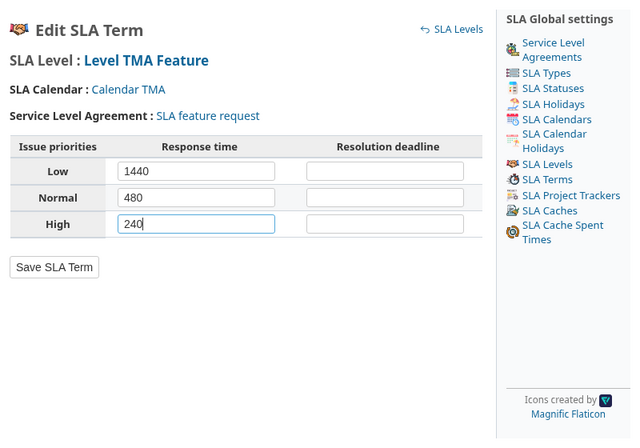 Edit SLA Term
SLA Levels
SLA Level : Level TMA Feature
SLA Calendar : Calendar TMA
Service Level Agreement : SLA feature request
Issue priorities Response time Resolution deadline
Low 1440
Normal 480
High 240
Save SLA Term
SLA Global settings
Service Level
Agreements
SLA Types
SLA Statuses
SLA Holidays
SLA Calendars
SLA Calendar
Holidays
SLA Levels
SLA Terms
SLA Project Trackers
SLA Caches
SLA Cache Spent
Times
Icons created by
Magnific Flaticon